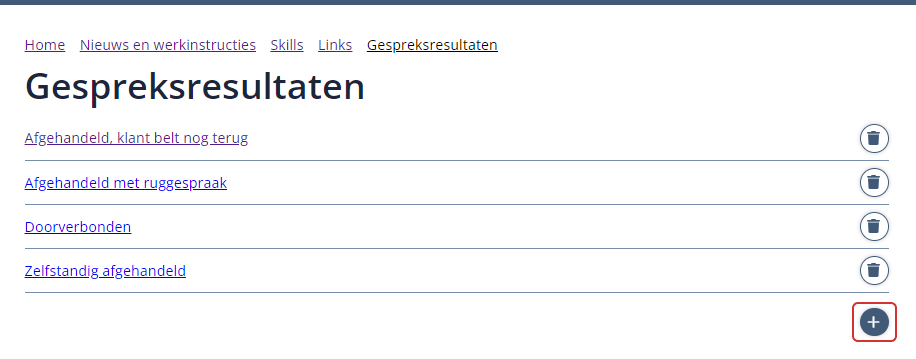 Home Nieuws en werkinstructies Skills Links Gespreksresultaten
Gespreksresultaten
Afgehandeld, klant belt nog terug
Afgehandeld met ruggespraak
Doorverbonden
Zelfstandig afgehandeld